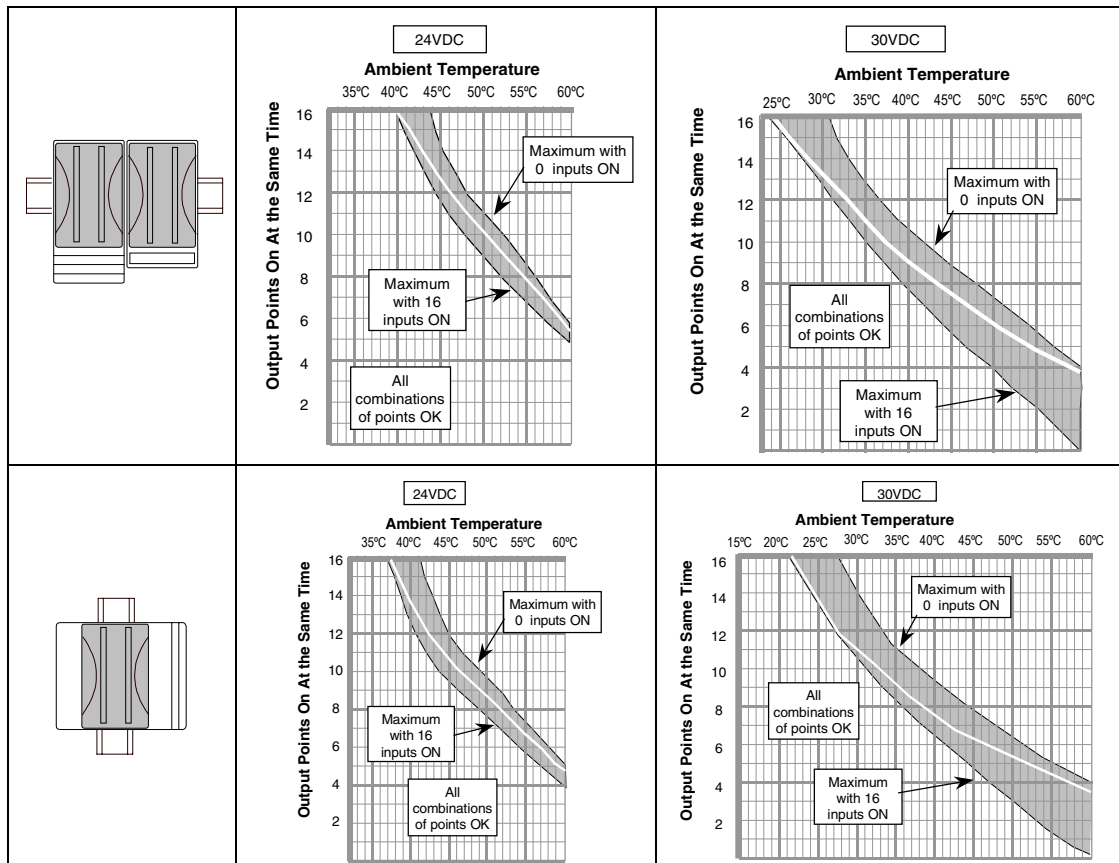 24VDC
Ambient Temperature
35ºC 40ºC 45ºC 50ºC 55ºC 60ºC
Output Points On At the Same Time
16
14
12
10
8
6
4
2
Maximum with
0 inputs ON
Maximum
with 16
inputs ON
All
combinations
of points OK
30VDC
Ambient Temperature
25ºC 30ºC 35ºC 40ºC 45ºC 50ºC 55ºC 60ºC
Output Points On At the Same Time
16
14
12
10
8
6
4
2
Maximum with
0 inputs ON
All
combinations
of points OK
Maximum
with 16
inputs ON
24VDC
Ambient Temperature
35ºC 40ºC 45ºC 50ºC 55ºC 60ºC
Output Points On At the Same Time
16
14
12
10
8
6
4
2
Maximum with
0 inputs ON
Maximum
with 16
inputs ON
All
combinations
of points OK
30VDC
Ambient Temperature
15ºC 20ºC 25ºC 30ºC 35ºC 40ºC 45ºC 50ºC 55ºC 60ºC
Output Points On At the Same Time
16
14
12
10
8
6
4
2
Maximum with
0 inputs ON
All
combinations
of points OK
Maximum
with 16
inputs ON